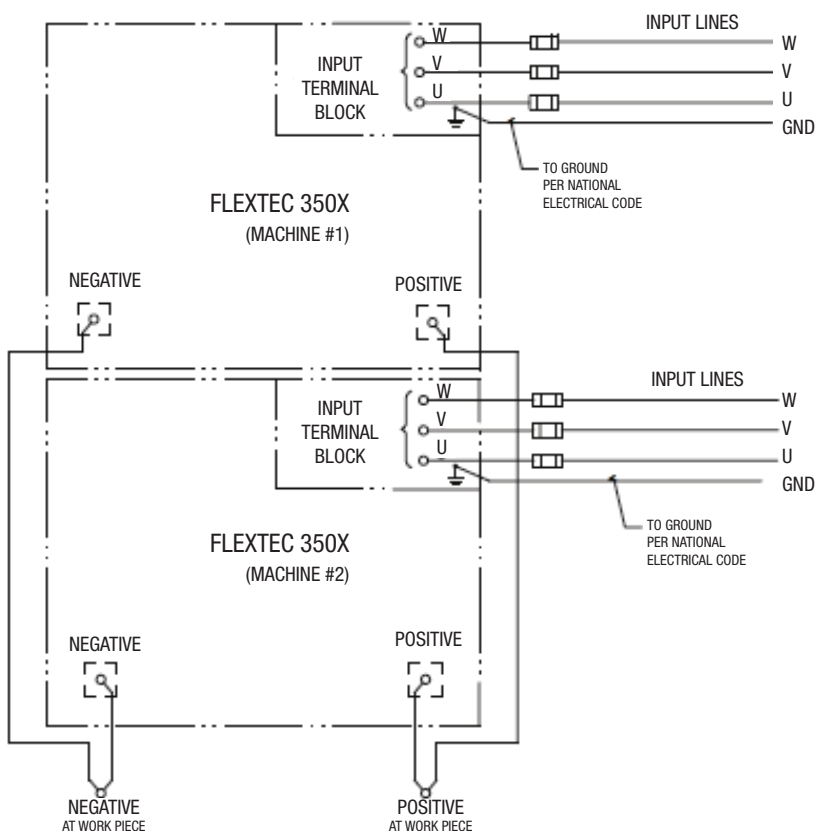 INPUT LINES
W
W
INPUT
TERMINAL
BLOCK
V
V
U
U
GND
TO GROUND
PER NATIONAL
ELECTRICAL CODE
FLEXTEC 350X
(MACHINE #1)
NEGATIVE
POSITIVE
INPUT LINES
W
W
INPUT
TERMINAL
BLOCK
V
V
U
U
GND
TO GROUND
PER NATIONAL
ELECTRICAL CODE
FLEXTEC 350X
(MACHINE #2)
NEGATIVE
POSITIVE
NEGATIVE
AT WORK PIECE
POSITIVE
AT WORK PIECE